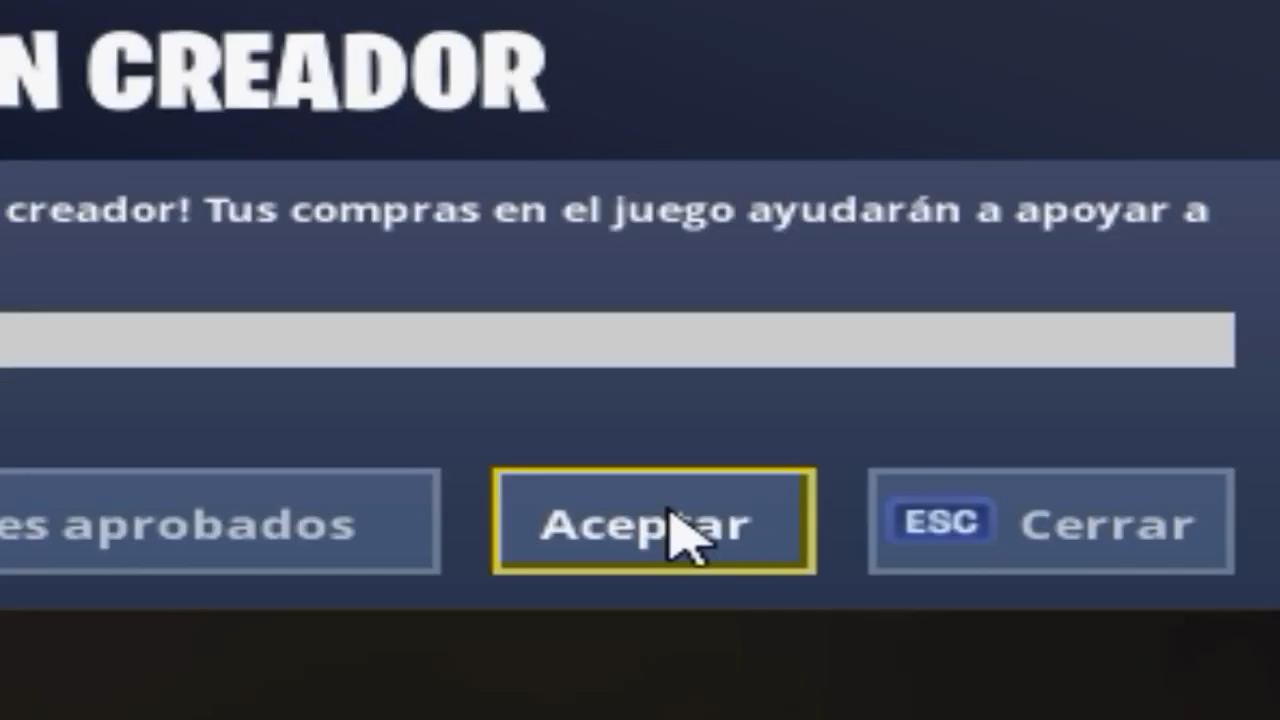 N CREADOR
creador! Tus compras en el juego ayudarán a apoyar a
es aprobados
Aceptar
ESC Cerrar